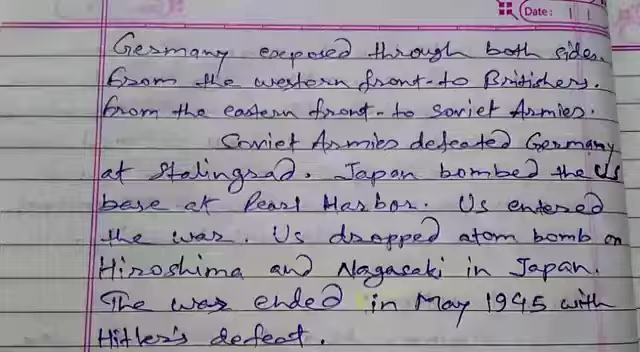 Date:
Germany exposed through both sides.
from the western front - to Britishers.
from the eastern front - to Soviet Armies.
Soviet Armies defeated Germany
at Stalingrad. Japan bombed the US
base at Pearl Harbor. US entered
the war. US dropped atom bomb on
Hiroshima and Nagasaki in Japan.
The war ended in May 1945 with
Hitler's defeat.